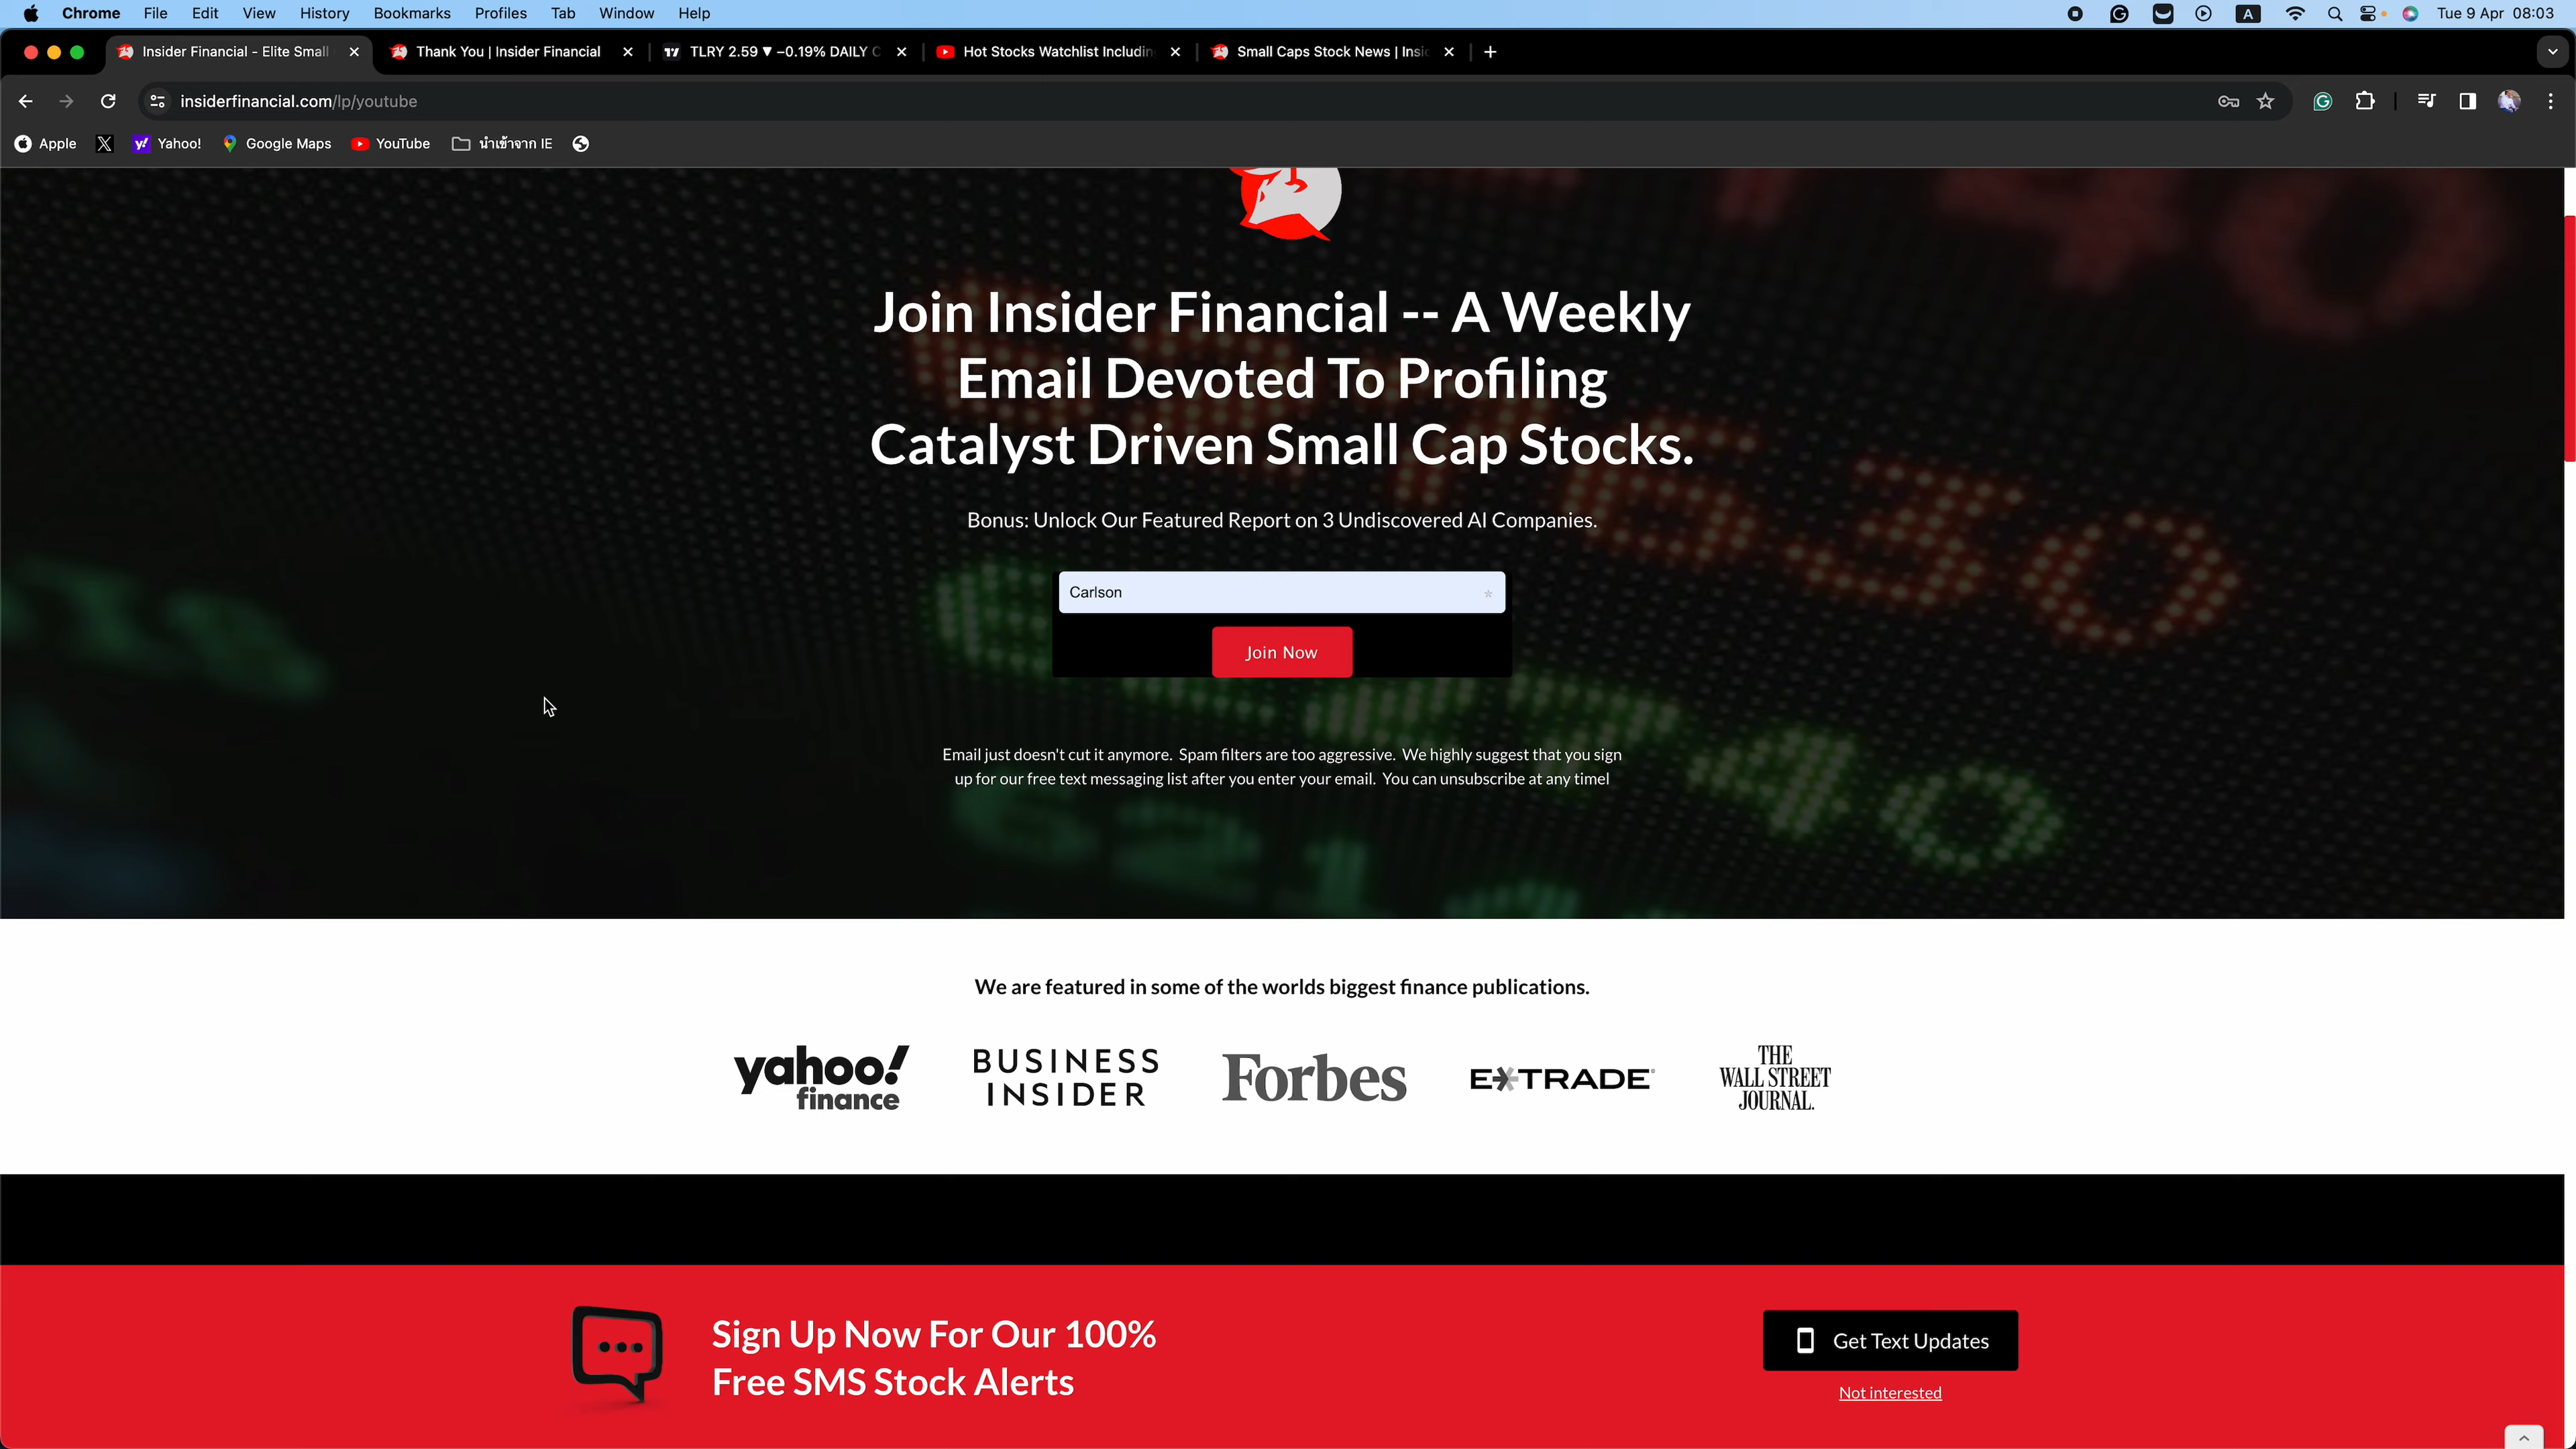 Chrome File Edit View History Bookmarks Profiles Tab Window Help A Tue 9 Apr 08:03
Insider Financial - Elite Small Thank You | Insider Financial TLRY 2.59 ▼ −0.19% DAILY C Hot Stocks Watchlist Includin Small Caps Stock News | Insi
insiderfinancial.com/lp/youtube
Apple Yahoo! Google Maps YouTube นำเข้าจาก IE
Join Insider Financial -- A Weekly
Email Devoted To Profiling
Catalyst Driven Small Cap Stocks.
Bonus: Unlock Our Featured Report on 3 Undiscovered AI Companies.
Carlson *
Join Now
Email just doesn't cut it anymore. Spam filters are too aggressive. We highly suggest that you sign
up for our free text messaging list after you enter your email. You can unsubscribe at any time!
We are featured in some of the worlds biggest finance publications.
yahoo! finance
BUSINESS INSIDER
Forbes
E*TRADE
THE WALL STREET JOURNAL.
Sign Up Now For Our 100%
Free SMS Stock Alerts
Get Text Updates
Not interested